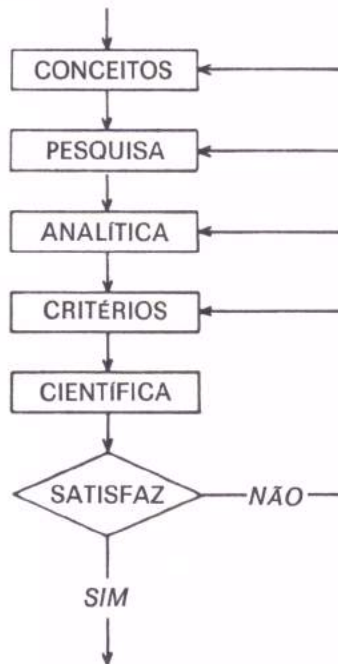 CONCEITOS
PESQUISA
ANALÍTICA
CRITÉRIOS
CIENTÍFICA
SATISFAZ
NÃO
SIM